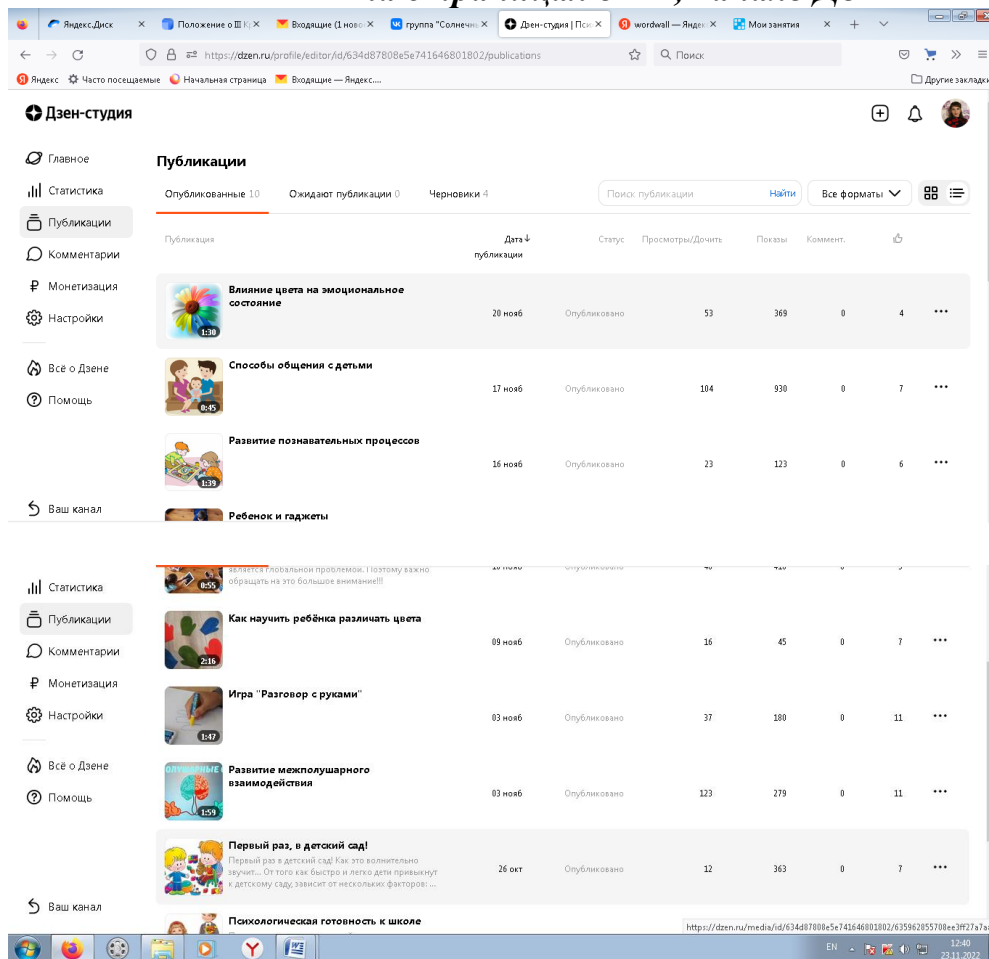 Яндекс.Диск
Положение о III К
Входящие (1 ново
группа "Солнечн
Дзен-студия | Пси
wordwall — Яндек
Мои занятия
https://dzen.ru/profile/editor/id/634d87808e5e741646801802/publications
Поиск
Яндекс
Часто посещаемые
Начальная страница
Входящие — Яндекс....
Другие закладки
Дзен-студия
Главное
Статистика
Публикации
Комментарии
Монетизация
Настройки
Всё о Дзене
Помощь
Ваш канал
Публикации
Опубликованные 10
Ожидают публикации 0
Черновики 4
Поиск публикации
Найти
Все форматы
Публикация
Дата
публикации
Статус
Просмотры/Дочит
Показы
Коммент.
Влияние цвета на эмоциональное
состояние
1:30
20 нояб Опубликовано 53 369 0 4
Способы общения с детьми
0:45
17 нояб Опубликовано 104 930 0 7
Развитие познавательных процессов
1:39
16 нояб Опубликовано 23 123 0 6
Ребенок и гаджеты
Статистика
Публикации
Комментарии
Монетизация
Настройки
Всё о Дзене
Помощь
Ваш канал
является глобальной проблемой. Поэтому важно
обращать на это большое внимание!!!
0:55
Как научить ребёнка различать цвета
2:16
09 нояб Опубликовано 16 45 0 7
Игра "Разговор с руками"
1:47
03 нояб Опубликовано 37 180 0 11
Развитие межполушарного
взаимодействия
1:59
03 нояб Опубликовано 123 279 0 11
Первый раз, в детский сад!
Первый раз в детский сад! Как это волнительно
звучит... От того как быстро и легко дети привыкнут
к детскому саду, зависит от нескольких факторов: ...
26 окт Опубликовано 12 363 0 7
Психологическая готовность к школе
EN
12:40
23.11.2022